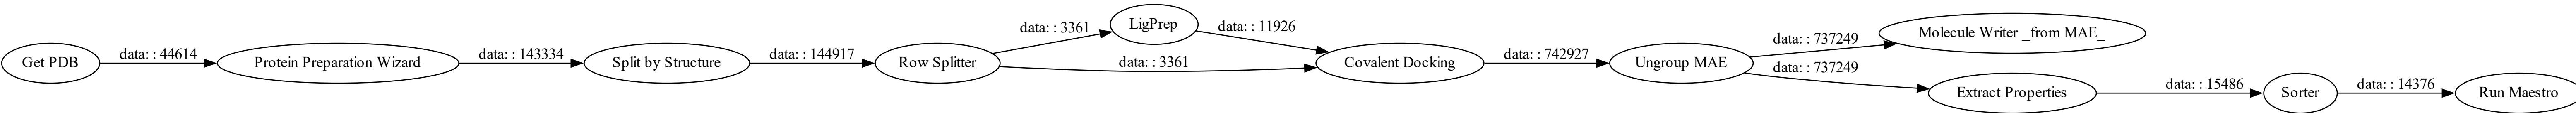 Get PDB
data: : 44614
Protein Preparation Wizard
data: : 143334
Split by Structure
data: : 144917
Row Splitter
data: : 3361
LigPrep
data: : 11926
data: : 3361
Covalent Docking
data: : 742927
Ungroup MAE
data: : 737249
Molecule Writer _from MAE_
data: : 737249
Extract Properties
data: : 15486
Sorter
data: : 14376
Run Maestro